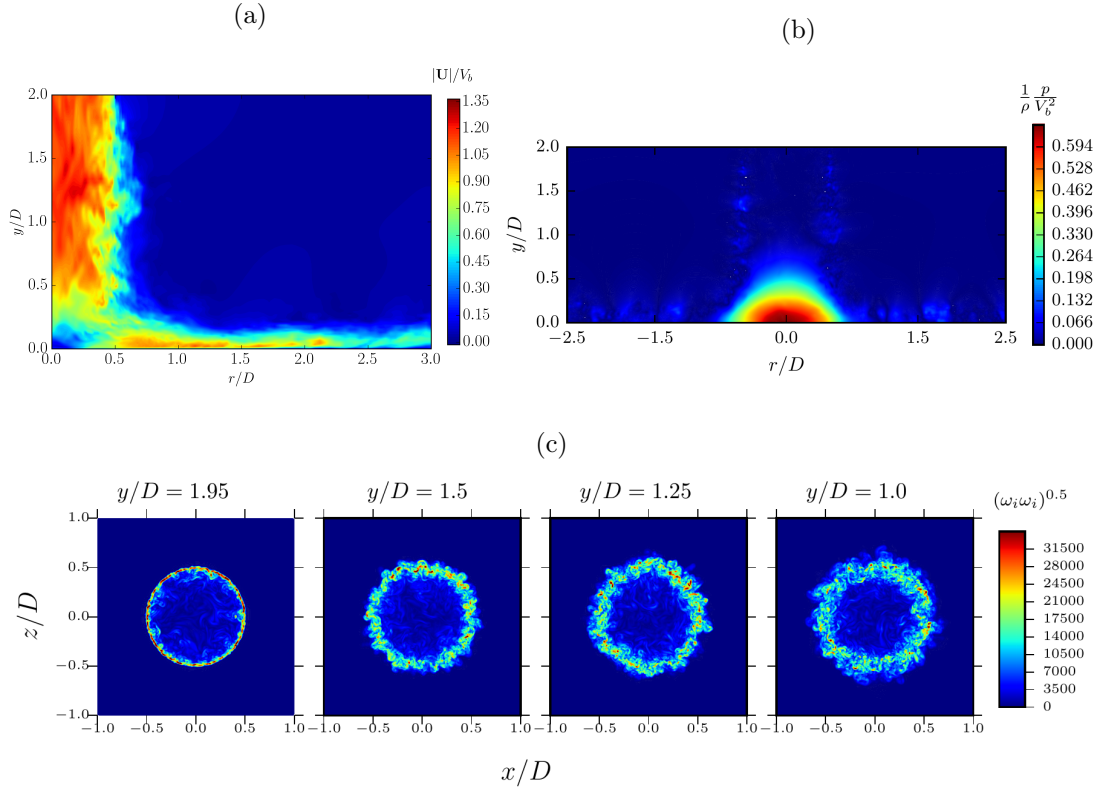 (a)
|U|/V_b
2.0
1.5
1.0
0.5
0.0
y/D
0.0 0.5 1.0 1.5 2.0 2.5 3.0
r/D
1.35
1.20
1.05
0.90
0.75
0.60
0.45
0.30
0.15
0.00
(b)
1/ρ p/V_b^2
2.0
1.5
1.0
0.5
0.0
y/D
−2.5 −1.5 0.0 1.5 2.5
r/D
0.594
0.528
0.462
0.396
0.330
0.264
0.198
0.132
0.066
0.000
(c)
y/D = 1.95 y/D = 1.5 y/D = 1.25 y/D = 1.0
(ω_iω_i)^0.5
1.0
0.5
0.0
−0.5
−1.0
z/D
−1.0 −0.5 0.0 0.5 1.0
−1.0 −0.5 0.0 0.5 1.0
−1.0 −0.5 0.0 0.5 1.0
−1.0 −0.5 0.0 0.5 1.0
x/D
31500
28000
24500
21000
17500
14000
10500
7000
3500
0